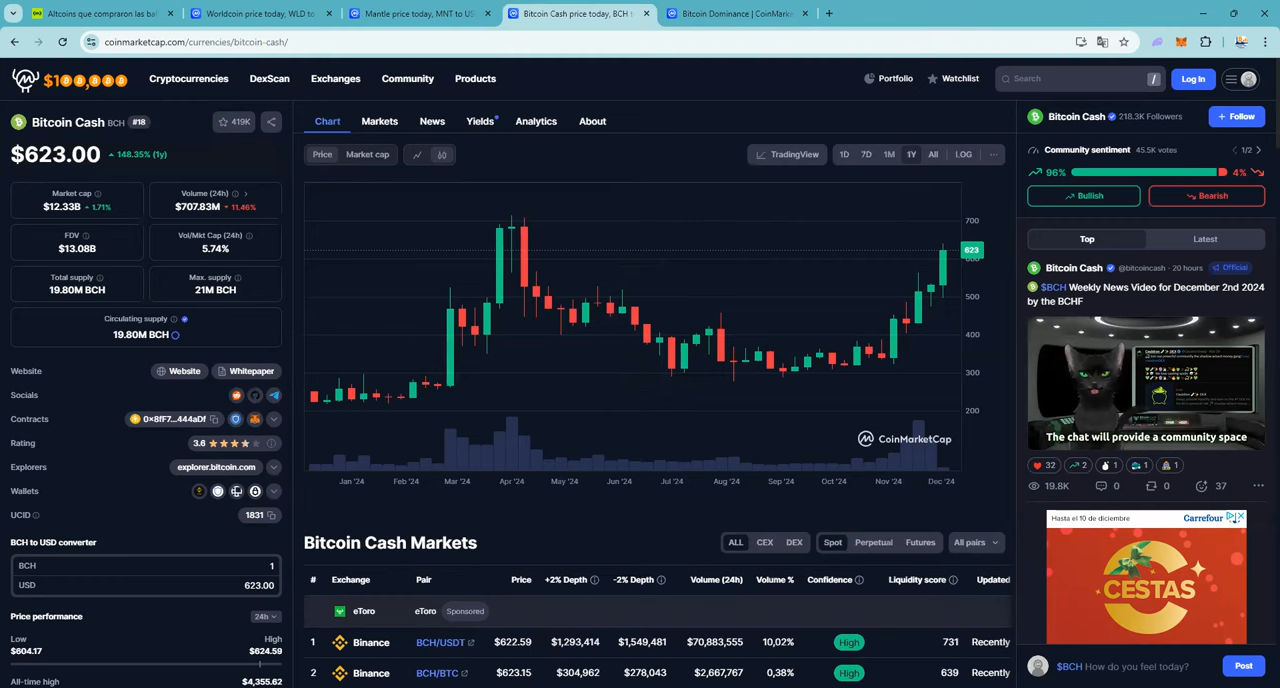 Altcoins que compraron las bal
Worldcoin price today, WLD to
Mantle price today, MNT to US
Bitcoin Cash price today, BCH t
Bitcoin Dominance | CoinMarke
coinmarketcap.com/currencies/bitcoin-cash/
Cryptocurrencies DexScan Exchanges Community Products
Portfolio Watchlist Search / Log In
Bitcoin Cash BCH #18 419K
$623.00 148.35% (1y)
Market cap
$12.33B 1.71%
Volume (24h)
$707.83M 11.46%
FDV
$13.08B
Vol/Mkt Cap (24h)
5.74%
Total supply
19.80M BCH
Max. supply
21M BCH
Circulating supply
19.80M BCH
Website Website Whitepaper
Socials
Contracts 0x8fF7...444aDf
Rating 3.6
Explorers explorer.bitcoin.com
Wallets
UCID 1831
BCH to USD converter
BCH 1
USD 623.00
Price performance 24h
Low High
$604.17 $624.59
All-time high $4,355.62
Chart Markets News Yields Analytics About
Price Market cap TradingView 1D 7D 1M 1Y All LOG
700
623
600
500
400
300
200
CoinMarketCap
Jan '24 Feb '24 Mar '24 Apr '24 May '24 Jun '24 Jul '24 Aug '24 Sep '24 Oct '24 Nov '24 Dec '24
Bitcoin Cash Markets
ALL CEX DEX Spot Perpetual Futures All pairs
# Exchange Pair Price +2% Depth -2% Depth Volume (24h) Volume % Confidence Liquidity score Updated
eToro eToro Sponsored
1 Binance BCH/USDT $622.59 $1,293,414 $1,549,481 $70,883,555 10,02% High 731 Recently
2 Binance BCH/BTC $623.15 $304,962 $278,043 $2,667,767 0,38% High 639 Recently
Bitcoin Cash 218.3K Followers + Follow
Community sentiment 45.5K votes 1/2
96% 4%
Bullish Bearish
Top Latest
Bitcoin Cash @bitcoincash · 20 hours Official
$BCH Weekly News Video for December 2nd 2024
by the BCHF
The chat will provide a community space
32 2 1 1 1
19.8K 0 0 37
Hasta el 10 de diciembre Carrefour
CESTAS
$BCH How do you feel today? Post